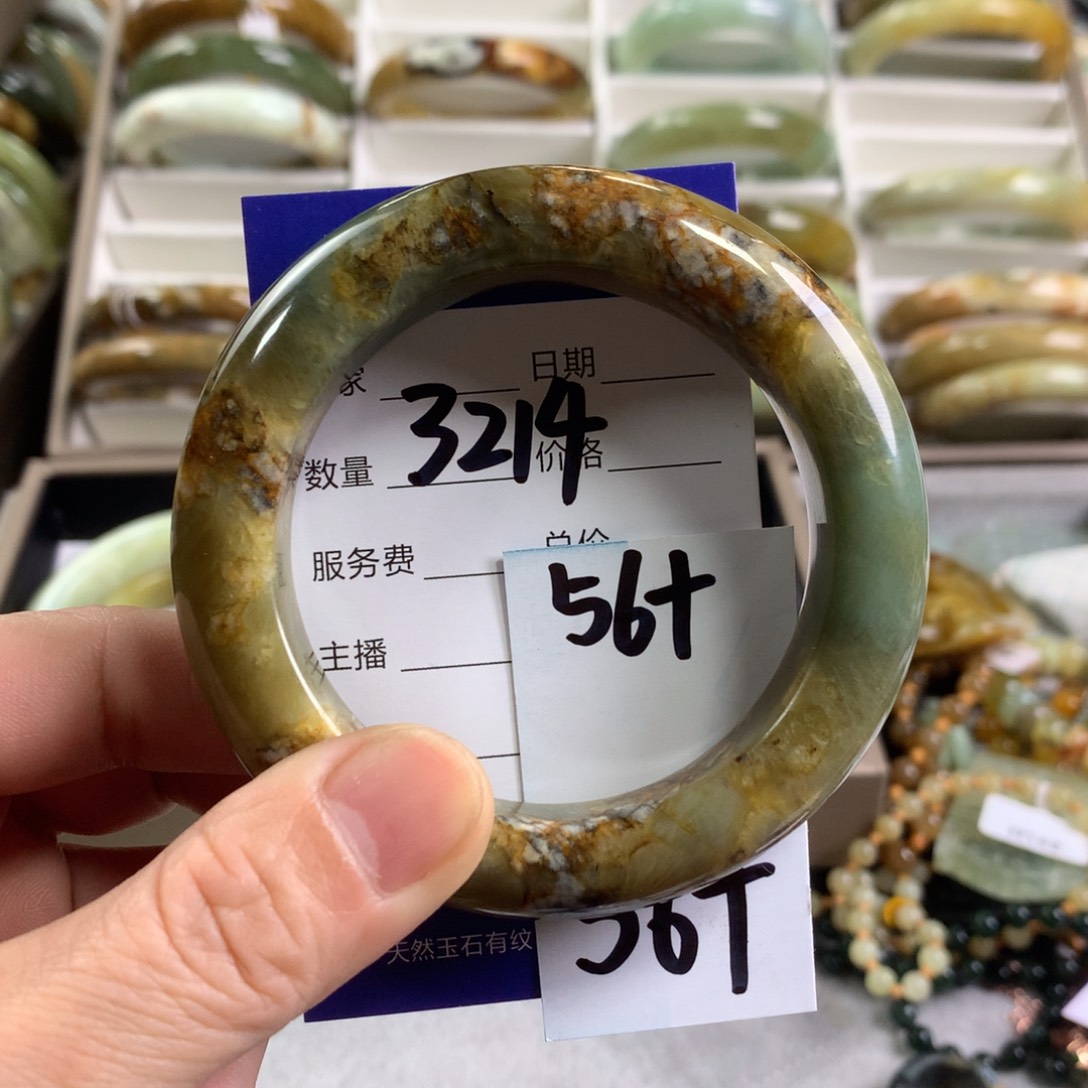 家 日期
3214
数量 价格
服务费 总价
56t
主播
天然玉石有纹
56T